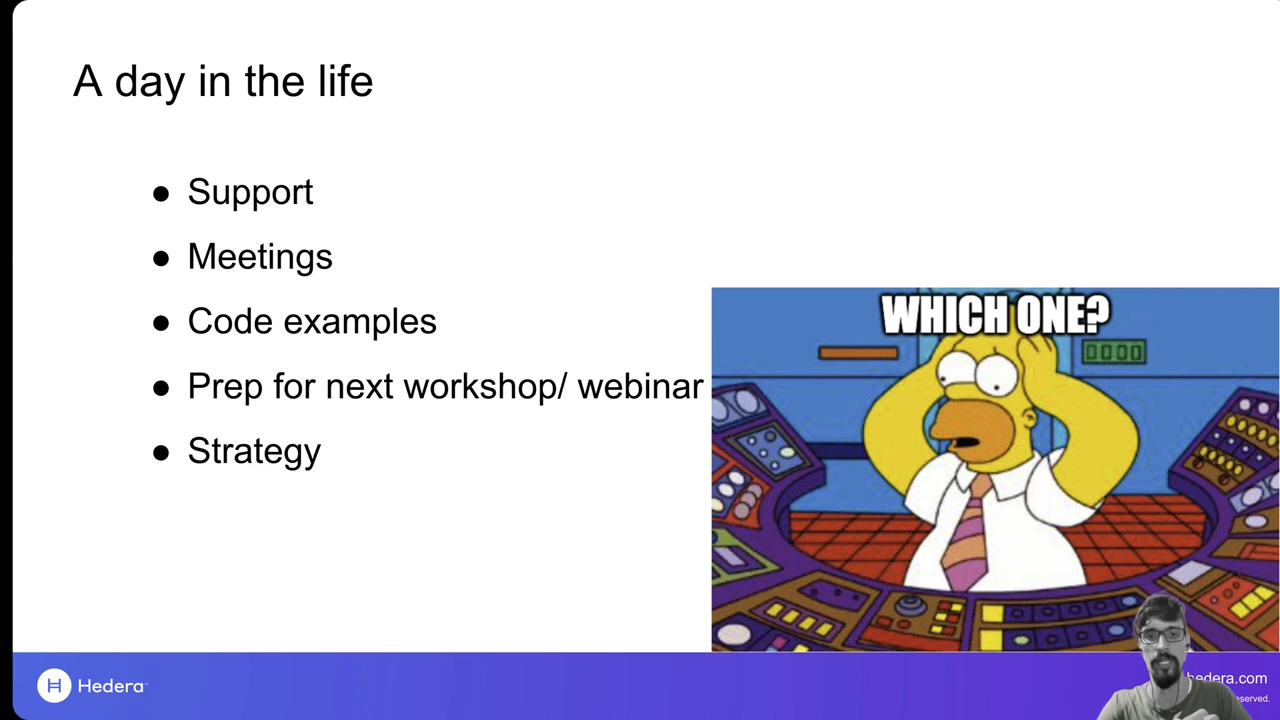 A day in the life
● Support
● Meetings
● Code examples
● Prep for next workshop/ webinar
● Strategy
WHICH ONE?
Hedera
hedera.com
reserved.